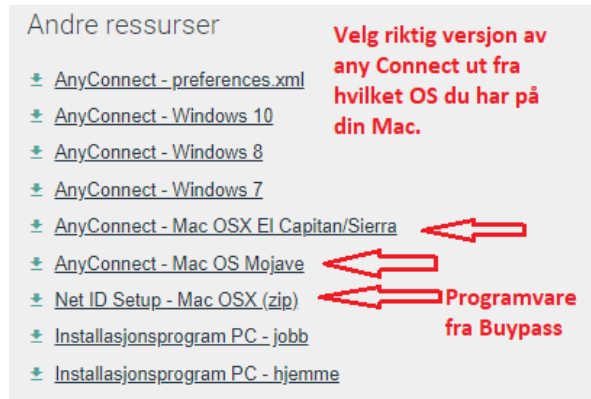 Andre ressurser
Velg riktig versjon av
any Connect ut fra
hvilket OS du har på
din Mac.
AnyConnect - preferences.xml
AnyConnect - Windows 10
AnyConnect - Windows 8
AnyConnect - Windows 7
AnyConnect - Mac OSX El Capitan/Sierra
AnyConnect - Mac OS Mojave
Net ID Setup - Mac OSX (zip)
Programvare
fra Buypass
Installasjonsprogram PC - jobb
Installasjonsprogram PC - hjemme